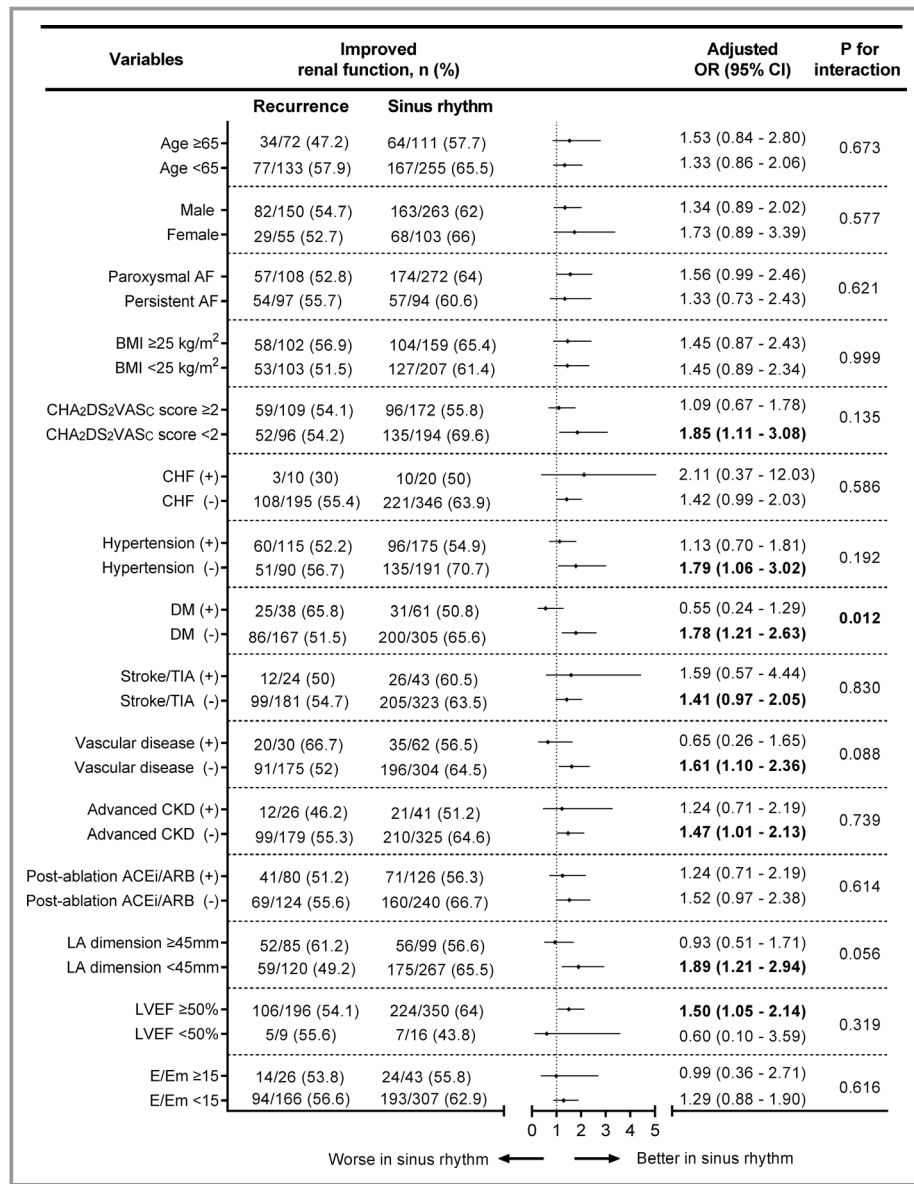 Variables Improved renal function, n (%) Adjusted OR (95% CI) P for interaction
Recurrence Sinus rhythm
Age ≥65 34/72 (47.2) 64/111 (57.7) 1.53 (0.84 - 2.80) 0.673
Age <65 77/133 (57.9) 167/255 (65.5) 1.33 (0.86 - 2.06)
Male 82/150 (54.7) 163/263 (62) 1.34 (0.89 - 2.02) 0.577
Female 29/55 (52.7) 68/103 (66) 1.73 (0.89 - 3.39)
Paroxysmal AF 57/108 (52.8) 174/272 (64) 1.56 (0.99 - 2.46) 0.621
Persistent AF 54/97 (55.7) 57/94 (60.6) 1.33 (0.73 - 2.43)
BMI ≥25 kg/m² 58/102 (56.9) 104/159 (65.4) 1.45 (0.87 - 2.43) 0.999
BMI <25 kg/m² 53/103 (51.5) 127/207 (61.4) 1.45 (0.89 - 2.34)
CHA2DS2VASc score ≥2 59/109 (54.1) 96/172 (55.8) 1.09 (0.67 - 1.78) 0.135
CHA2DS2VASc score <2 52/96 (54.2) 135/194 (69.6) 1.85 (1.11 - 3.08)
CHF (+) 3/10 (30) 10/20 (50) 2.11 (0.37 - 12.03) 0.586
CHF (-) 108/195 (55.4) 221/346 (63.9) 1.42 (0.99 - 2.03)
Hypertension (+) 60/115 (52.2) 96/175 (54.9) 1.13 (0.70 - 1.81) 0.192
Hypertension (-) 51/90 (56.7) 135/191 (70.7) 1.79 (1.06 - 3.02)
DM (+) 25/38 (65.8) 31/61 (50.8) 0.55 (0.24 - 1.29) 0.012
DM (-) 86/167 (51.5) 200/305 (65.6) 1.78 (1.21 - 2.63)
Stroke/TIA (+) 12/24 (50) 26/43 (60.5) 1.59 (0.57 - 4.44) 0.830
Stroke/TIA (-) 99/181 (54.7) 205/323 (63.5) 1.41 (0.97 - 2.05)
Vascular disease (+) 20/30 (66.7) 35/62 (56.5) 0.65 (0.26 - 1.65) 0.088
Vascular disease (-) 91/175 (52) 196/304 (64.5) 1.61 (1.10 - 2.36)
Advanced CKD (+) 12/26 (46.2) 21/41 (51.2) 1.24 (0.71 - 2.19) 0.739
Advanced CKD (-) 99/179 (55.3) 210/325 (64.6) 1.47 (1.01 - 2.13)
Post-ablation ACEi/ARB (+) 41/80 (51.2) 71/126 (56.3) 1.24 (0.71 - 2.19) 0.614
Post-ablation ACEi/ARB (-) 69/124 (55.6) 160/240 (66.7) 1.52 (0.97 - 2.38)
LA dimension ≥45mm 52/85 (61.2) 56/99 (56.6) 0.93 (0.51 - 1.71) 0.056
LA dimension <45mm 59/120 (49.2) 175/267 (65.5) 1.89 (1.21 - 2.94)
LVEF ≥50% 106/196 (54.1) 224/350 (64) 1.50 (1.05 - 2.14) 0.319
LVEF <50% 5/9 (55.6) 7/16 (43.8) 0.60 (0.10 - 3.59)
E/Em ≥15 14/26 (53.8) 24/43 (55.8) 0.99 (0.36 - 2.71) 0.616
E/Em <15 94/166 (56.6) 193/307 (62.9) 1.29 (0.88 - 1.90)
0 1 2 3 4 5
Worse in sinus rhythm Better in sinus rhythm